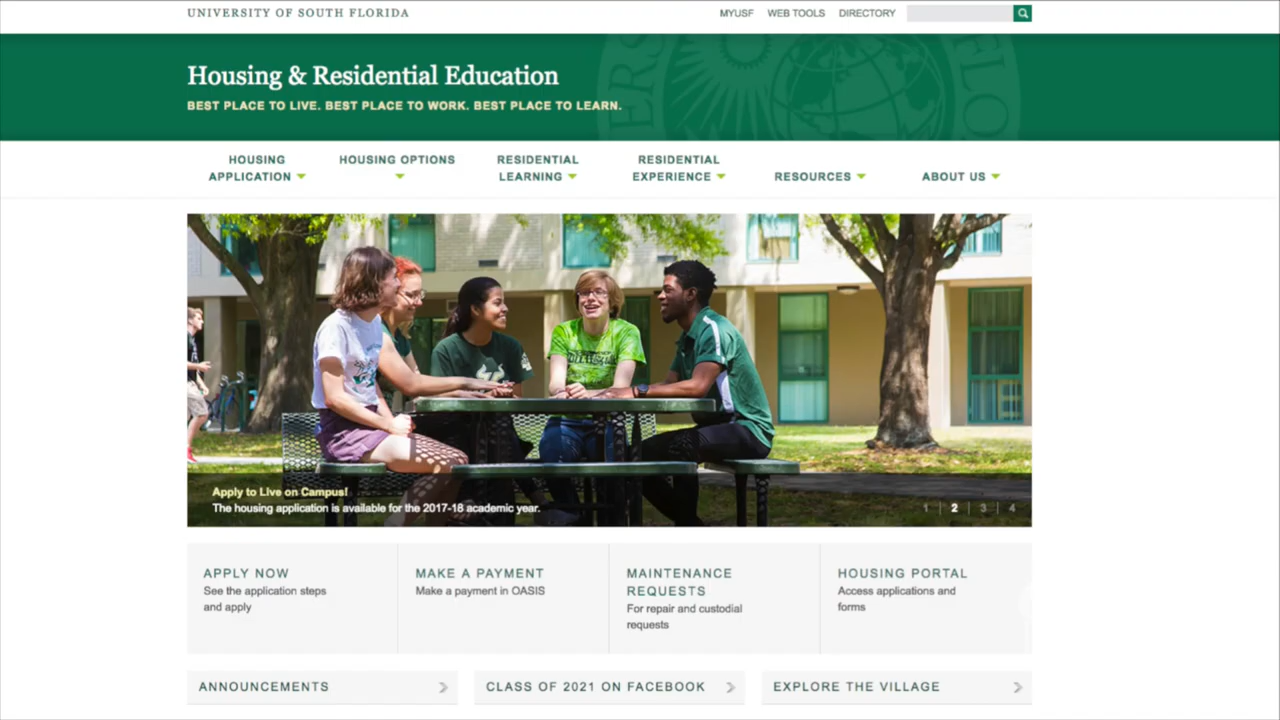 UNIVERSITY OF SOUTH FLORIDA
MYUSF WEB TOOLS DIRECTORY
Housing & Residential Education
BEST PLACE TO LIVE. BEST PLACE TO WORK. BEST PLACE TO LEARN.
HOUSING APPLICATION
HOUSING OPTIONS
RESIDENTIAL LEARNING
RESIDENTIAL EXPERIENCE
RESOURCES
ABOUT US
Apply to Live on Campus!
The housing application is available for the 2017-18 academic year.
1 | 2 | 3 | 4
APPLY NOW
See the application steps
and apply
MAKE A PAYMENT
Make a payment in OASIS
MAINTENANCE
REQUESTS
For repair and custodial
requests
HOUSING PORTAL
Access applications and
forms
ANNOUNCEMENTS
CLASS OF 2021 ON FACEBOOK
EXPLORE THE VILLAGE